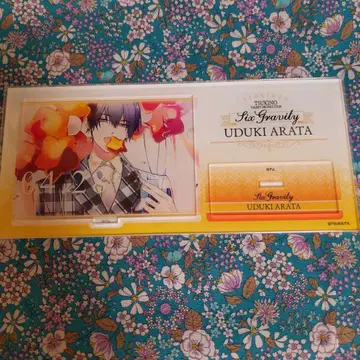 TSUKINO
Six Gravity
UDUKI ARATA
04.28
Six Gravity
UDUKI ARATA